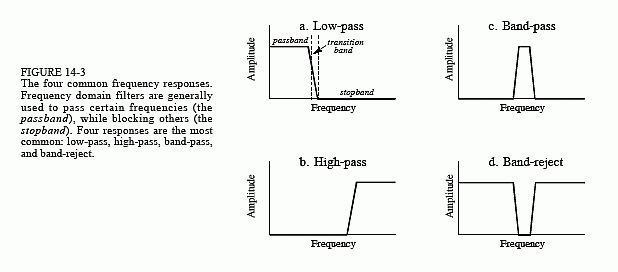 FIGURE 14-3
The four common frequency responses.
Frequency domain filters are generally
used to pass certain frequencies (the
passband), while blocking others (the
stopband). Four responses are the most
common: low-pass, high-pass, band-pass,
and band-reject.
a. Low-pass
passband
transition
band
stopband
Amplitude
Frequency
b. High-pass
Amplitude
Frequency
c. Band-pass
Amplitude
Frequency
d. Band-reject
Amplitude
Frequency